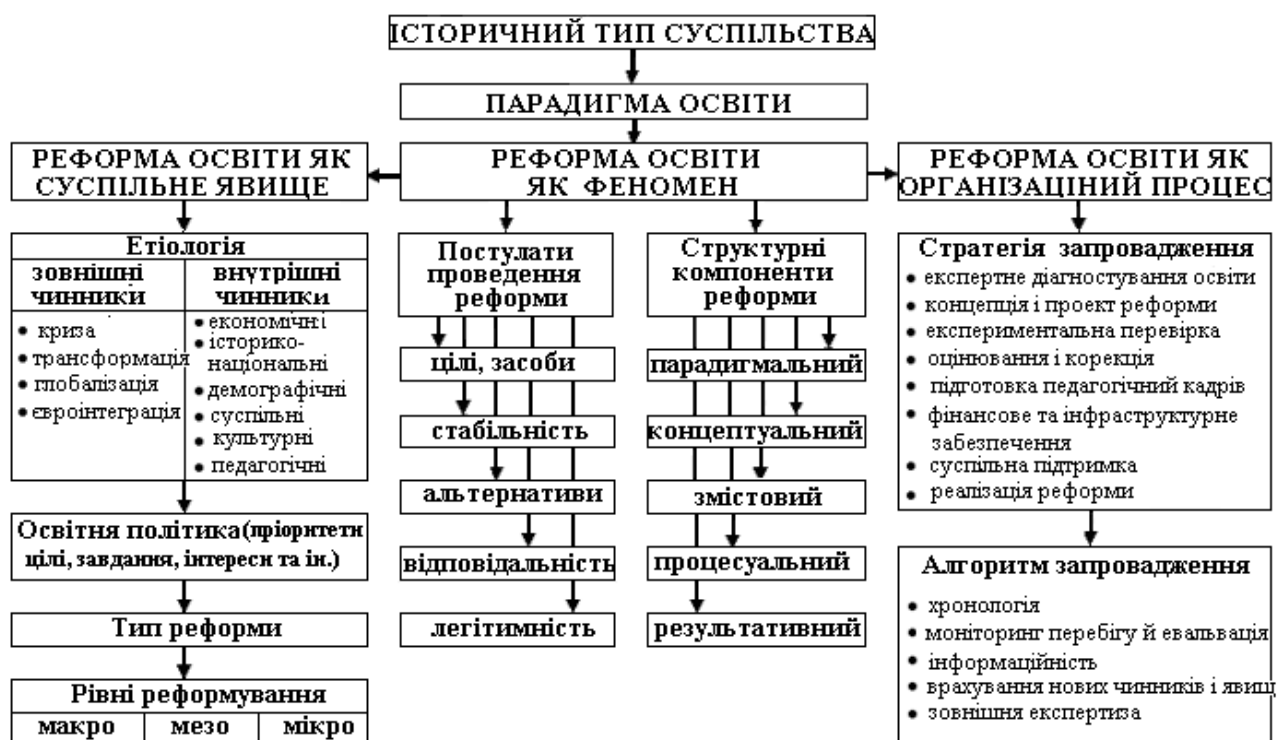 ІСТОРИЧНИЙ ТИП СУСПІЛЬСТВА
ПАРАДИГМА ОСВІТИ
РЕФОРМА ОСВІТИ ЯК
СУСПІЛЬНЕ ЯВИЩЕ
РЕФОРМА ОСВІТИ
ЯК ФЕНОМЕН
РЕФОРМА ОСВІТИ ЯК
ОРГАНІЗАЦІНИЙ ПРОЦЕС
Етіологія
зовнішні
чинники
внутрішні
чинники
• криза
• трансформація
• глобалізація
• євроінтеграція
• економічні
• історико-
національні
• демографічні
• суспільні
• культурні
• педагогічні
Освітня політика(пріоритети
цілі, завдання, інтереси та ін.)
Тип реформи
Рівні реформування
макро
мезо
мікро
Постулати
проведення
реформи
цілі, засоби
стабільність
альтернативи
відповідальність
легітимність
Структурні
компоненти
реформи
парадигмальний
концептуальний
змістовий
процесуальний
результативний
Стратегія запровадження
• експертне діагностування освіти
• концепція і проект реформи
• експериментальна перевірка
• оцінювання і корекція
• підготовка педагогічний кадрів
• фінансове та інфраструктурне
забезпечення
• суспільна підтримка
• реалізація реформи
Алгоритм запровадження
• хронологія
• моніторинг перебігу й евальвація
• інформаційність
• врахування нових чинників і явищ
• зовнішня експертиза